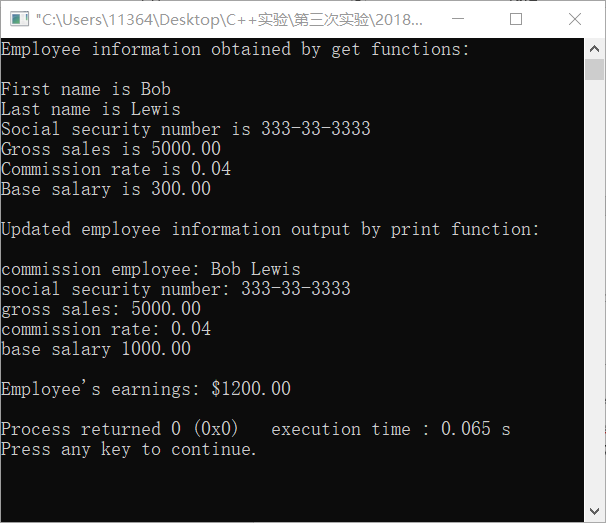 "C:\Users\11364\Desktop\C++实验\第三次实验\2018...
Employee information obtained by get functions:
First name is Bob
Last name is Lewis
Social security number is 333-33-3333
Gross sales is 5000.00
Commission rate is 0.04
Base salary is 300.00
Updated employee information output by print function:
commission employee: Bob Lewis
social security number: 333-33-3333
gross sales: 5000.00
commission rate: 0.04
base salary 1000.00
Employee's earnings: $1200.00
Process returned 0 (0x0)   execution time : 0.065 s
Press any key to continue.